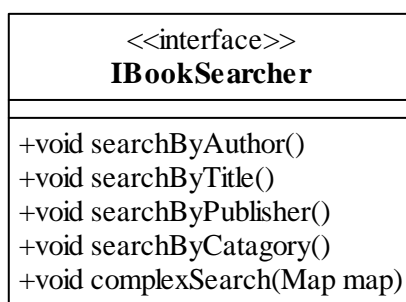 <<interface>>
IBookSearcher
+void searchByAuthor()
+void searchByTitle()
+void searchByPublisher()
+void searchByCatagory()
+void complexSearch(Map map)